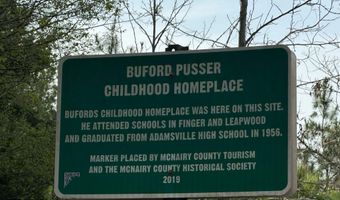 BUFORD PUSSER
CHILDHOOD HOMEPLACE
BUFORDS CHILDHOOD HOMEPLACE WAS HERE ON THIS SITE.
HE ATTENDED SCHOOLS IN FINGER AND LEAPWOOD
AND GRADUATED FROM ADAMSVILLE HIGH SCHOOL IN 1956.
MARKER PLACED BY MCNAIRY COUNTY TOURISM
AND THE MCNAIRY COUNTY HISTORICAL SOCIETY
2019